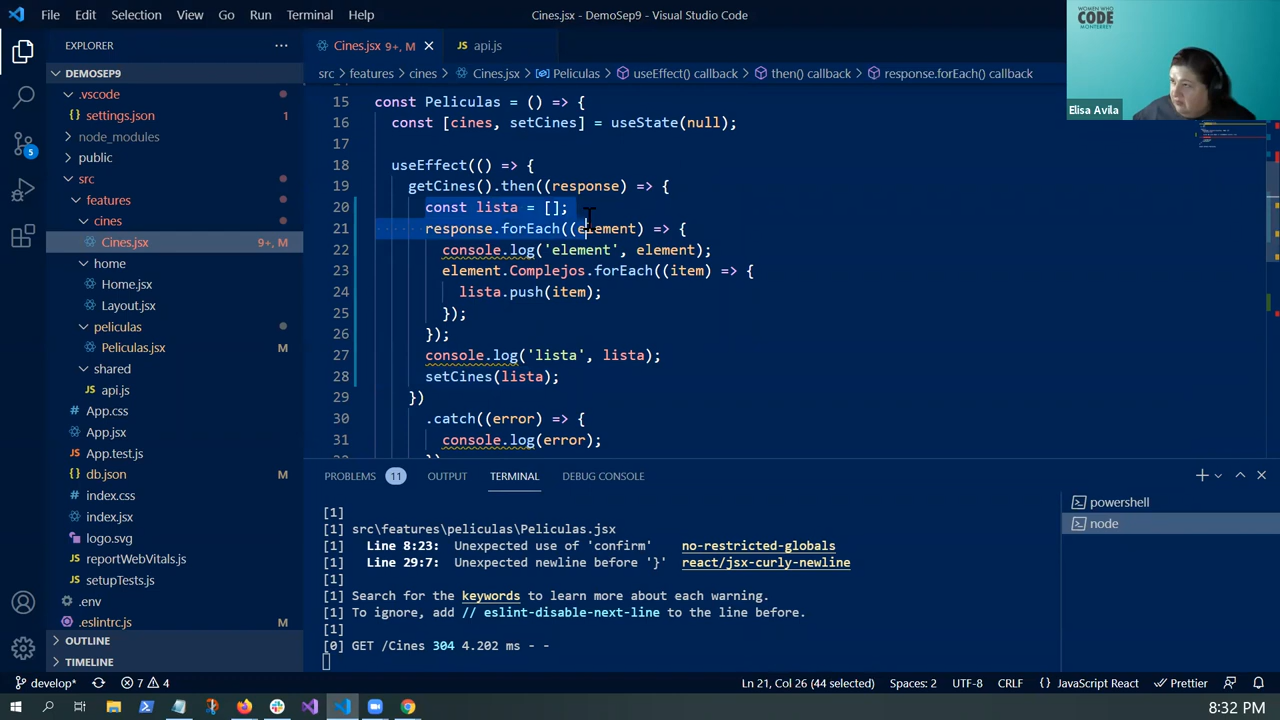 File Edit Selection View Go Run Terminal Help
Cines.jsx - DemoSep9 - Visual Studio Code
WOMEN WHO
CODE
MONTERREY
Elisa Avila
EXPLORER
Cines.jsx 9+, M
api.js
DEMOSEP9
src > features > cines > Cines.jsx > Peliculas > useEffect() callback > then() callback > response.forEach() callback
.vscode
settings.json 1
node_modules
public
src
features
cines
Cines.jsx 9+, M
home
Home.jsx
Layout.jsx
peliculas
Peliculas.jsx M
shared
api.js
App.css
App.jsx
App.test.js
db.json M
index.css
index.jsx
logo.svg
reportWebVitals.js
setupTests.js
.env
.eslintrc.js M
OUTLINE
TIMELINE
5
15 const Peliculas = () => {
16 const [cines, setCines] = useState(null);
17
18 useEffect(() => {
19 getCines().then((response) => {
20 const lista = [];
21 response.forEach((element) => {
22 console.log('element', element);
23 element.Complejos.forEach((item) => {
24 lista.push(item);
25 });
26 });
27 console.log('lista', lista);
28 setCines(lista);
29 })
30 .catch((error) => {
31 console.log(error);
PROBLEMS 11 OUTPUT TERMINAL DEBUG CONSOLE
[1]
[1] src\features\peliculas\Peliculas.jsx
[1] Line 8:23: Unexpected use of 'confirm' no-restricted-globals
[1] Line 29:7: Unexpected newline before '}' react/jsx-curly-newline
[1]
[1] Search for the keywords to learn more about each warning.
[1] To ignore, add // eslint-disable-next-line to the line before.
[1]
[0] GET /Cines 304 4.202 ms - -
powershell
node
develop* 7 4
Ln 21, Col 26 (44 selected) Spaces: 2 UTF-8 CRLF JavaScript React Prettier
8:32 PM